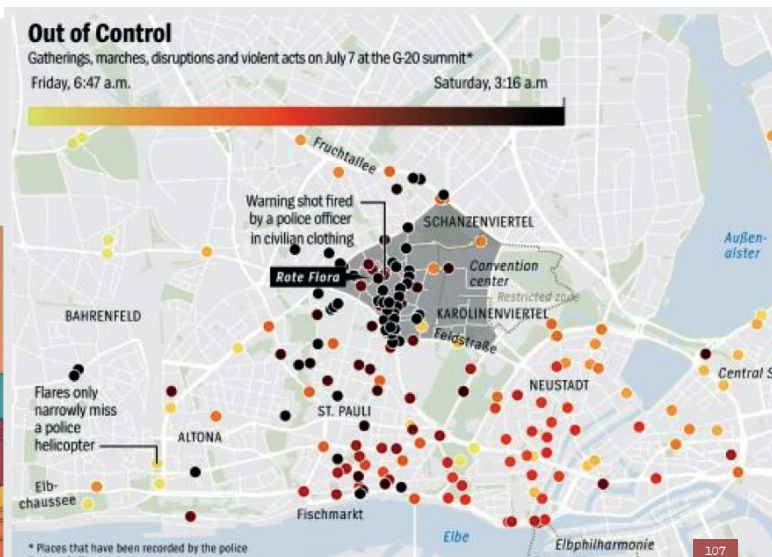 Out of Control
Gatherings, marches, disruptions and violent acts on July 7 at the G-20 summit*
Friday, 6:47 a.m.
Saturday, 3:16 a.m
Fruchtallee
Warning shot fired
by a police officer
in civilian clothing
SCHANZENVIERTEL
Außen-
alster
Convention
center
Rote Flora
Restricted zone
BAHRENFELD
KAROLINENVIERTEL
Feldstraße
Flares only
narrowly miss
a police
helicopter
NEUSTADT
Central S
ST. PAULI
ALTONA
Elb-
chaussee
Fischmarkt
Elbe
Elbphilharmonie
* Places that have been recorded by the police
107